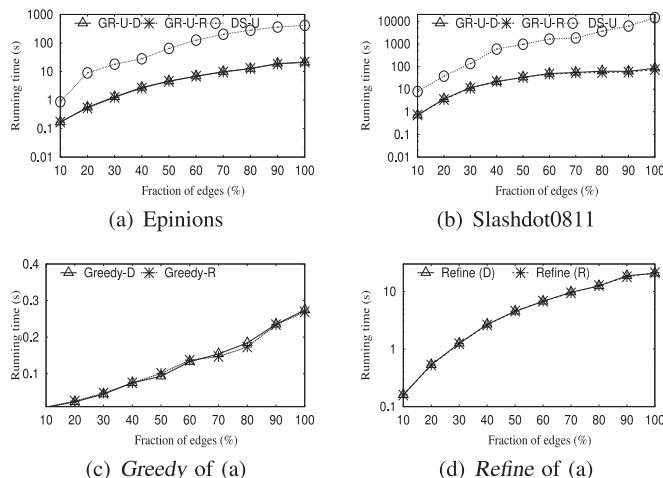 GR-U-D GR-U-R DS-U
1000
100
10
1
0.1
0.01
Running time (s)
10 20 30 40 50 60 70 80 90 100
Fraction of edges (%)
(a) Epinions
GR-U-D GR-U-R DS-U
10000
1000
100
10
1
0.1
0.01
Running time (s)
10 20 30 40 50 60 70 80 90 100
Fraction of edges (%)
(b) Slashdot0811
Greedy-D Greedy-R
0.4
0.3
0.2
0.1
Running time (s)
10 20 30 40 50 60 70 80 90 100
Fraction of edges (%)
(c) Greedy of (a)
Refine (D) Refine (R)
10
1
0.1
Running time (s)
10 20 30 40 50 60 70 80 90 100
Fraction of edges (%)
(d) Refine of (a)